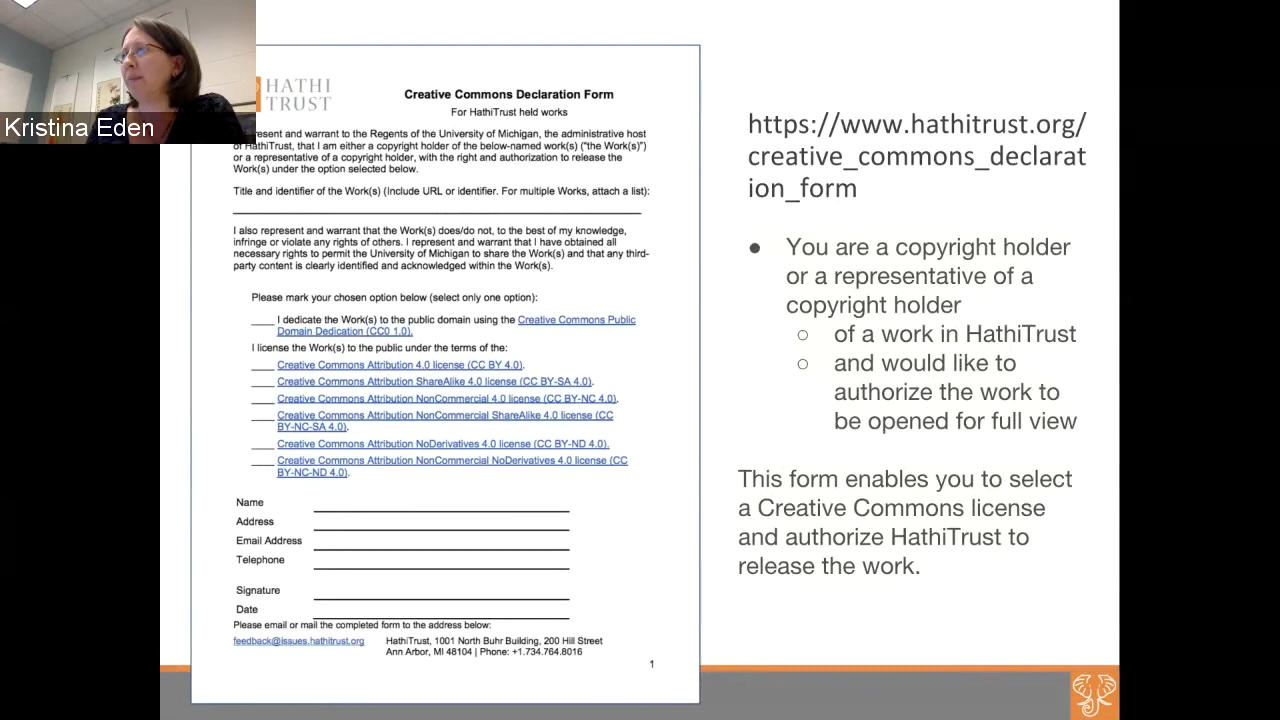 Kristina Eden
HATHI
TRUST
Creative Commons Declaration Form
For HathiTrust held works
esent and warrant to the Regents of the University of Michigan, the administrative host
of HathiTrust, that I am either a copyright holder of the below-named work(s) ("the Work(s)")
or a representative of a copyright holder, with the right and authorization to release the
Work(s) under the option selected below.
Title and identifier of the Work(s) (Include URL or identifier. For multiple Works, attach a list):
I also represent and warrant that the Work(s) does/do not, to the best of my knowledge,
infringe or violate any rights of others. I represent and warrant that I have obtained all
necessary rights to permit the University of Michigan to share the Work(s) and that any third-
party content is clearly identified and acknowledged within the Work(s).
Please mark your chosen option below (select only one option):
____ I dedicate the Work(s) to the public domain using the Creative Commons Public
Domain Dedication (CC0 1.0).
I license the Work(s) to the public under the terms of the:
____ Creative Commons Attribution 4.0 license (CC BY 4.0).
____ Creative Commons Attribution ShareAlike 4.0 license (CC BY-SA 4.0).
____ Creative Commons Attribution NonCommercial 4.0 license (CC BY-NC 4.0).
____ Creative Commons Attribution NonCommercial ShareAlike 4.0 license (CC
BY-NC-SA 4.0).
____ Creative Commons Attribution NoDerivatives 4.0 license (CC BY-ND 4.0).
____ Creative Commons Attribution NonCommercial NoDerivatives 4.0 license (CC
BY-NC-ND 4.0).
Name
Address
Email Address
Telephone
Signature
Date
Please email or mail the completed form to the address below:
feedback@issues.hathitrust.org HathiTrust, 1001 North Buhr Building, 200 Hill Street
Ann Arbor, MI 48104 | Phone: +1.734.764.8016
1
https://www.hathitrust.org/
creative_commons_declarat
ion_form
● You are a copyright holder
or a representative of a
copyright holder
○ of a work in HathiTrust
○ and would like to
authorize the work to
be opened for full view
This form enables you to select
a Creative Commons license
and authorize HathiTrust to
release the work.